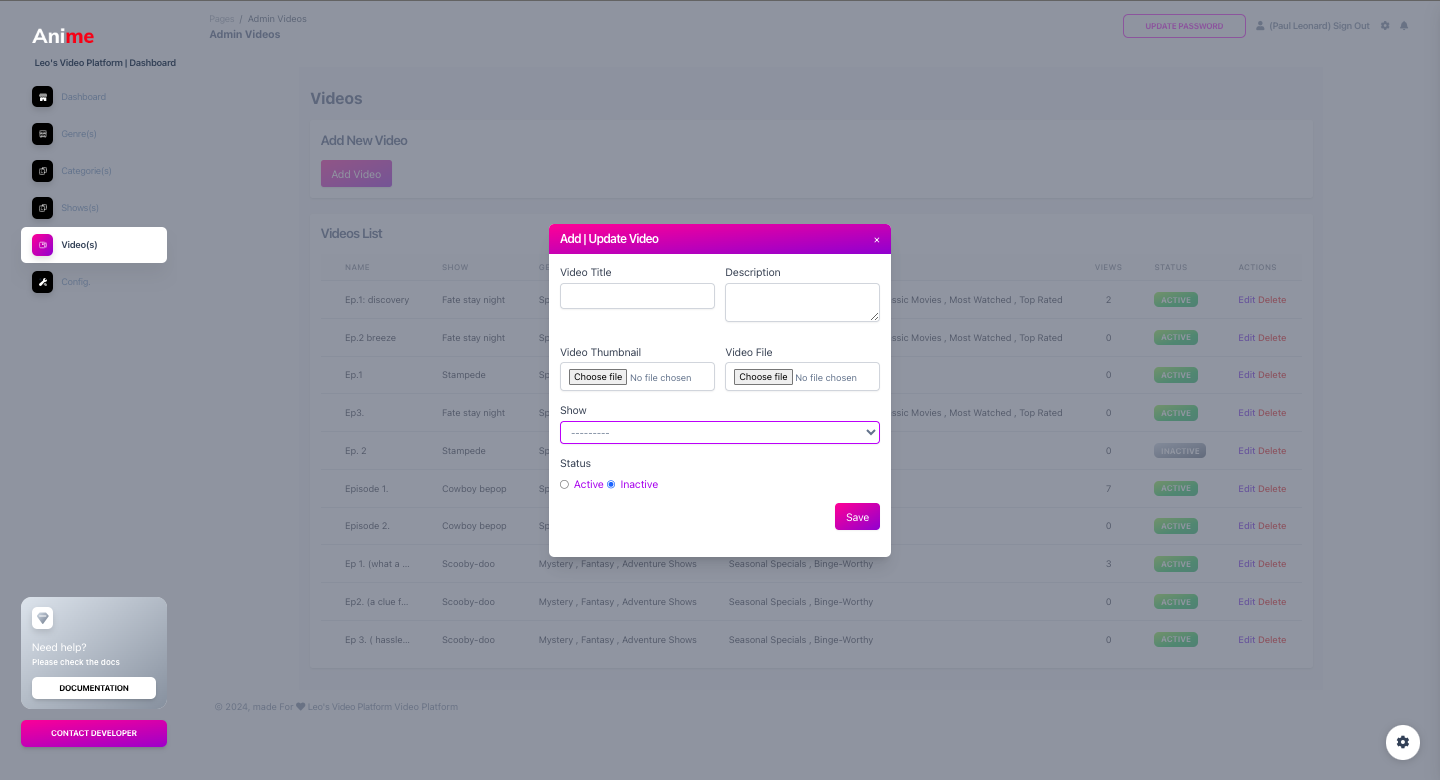 Anime
Leo's Video Platform | Dashboard
Dashboard
Genre(s)
Categorie(s)
Shows(s)
Video(s)
Config.
Need help?
Please check the docs
DOCUMENTATION
CONTACT DEVELOPER
Pages / Admin Videos
Admin Videos
UPDATE PASSWORD
(Paul Leonard) Sign Out
Videos
Add New Video
Add Video
Videos List
NAME SHOW VIEWS STATUS ACTIONS
Ep.1: discovery Fate stay night Movies , Most Watched , Top Rated 2 ACTIVE Edit Delete
Ep.2 breeze Fate stay night Movies , Most Watched , Top Rated 0 ACTIVE Edit Delete
Ep.1 Stampede 0 ACTIVE Edit Delete
Ep3. Fate stay night Movies , Most Watched , Top Rated 0 ACTIVE Edit Delete
Ep. 2 Stampede 0 INACTIVE Edit Delete
Episode 1. Cowboy bepop 7 ACTIVE Edit Delete
Episode 2. Cowboy bepop 0 ACTIVE Edit Delete
Ep 1. (what a ... Scooby-doo Mystery , Fantasy , Adventure Shows Seasonal Specials , Binge-Worthy 3 ACTIVE Edit Delete
Ep2. (a clue f... Scooby-doo Mystery , Fantasy , Adventure Shows Seasonal Specials , Binge-Worthy 0 ACTIVE Edit Delete
Ep 3. ( hassle... Scooby-doo Mystery , Fantasy , Adventure Shows Seasonal Specials , Binge-Worthy 0 ACTIVE Edit Delete
Add | Update Video ×
Video Title Description
Video Thumbnail Video File
Choose file No file chosen Choose file No file chosen
Show
---------
Status
Active Inactive
Save
© 2024, made For Leo's Video Platform Video Platform